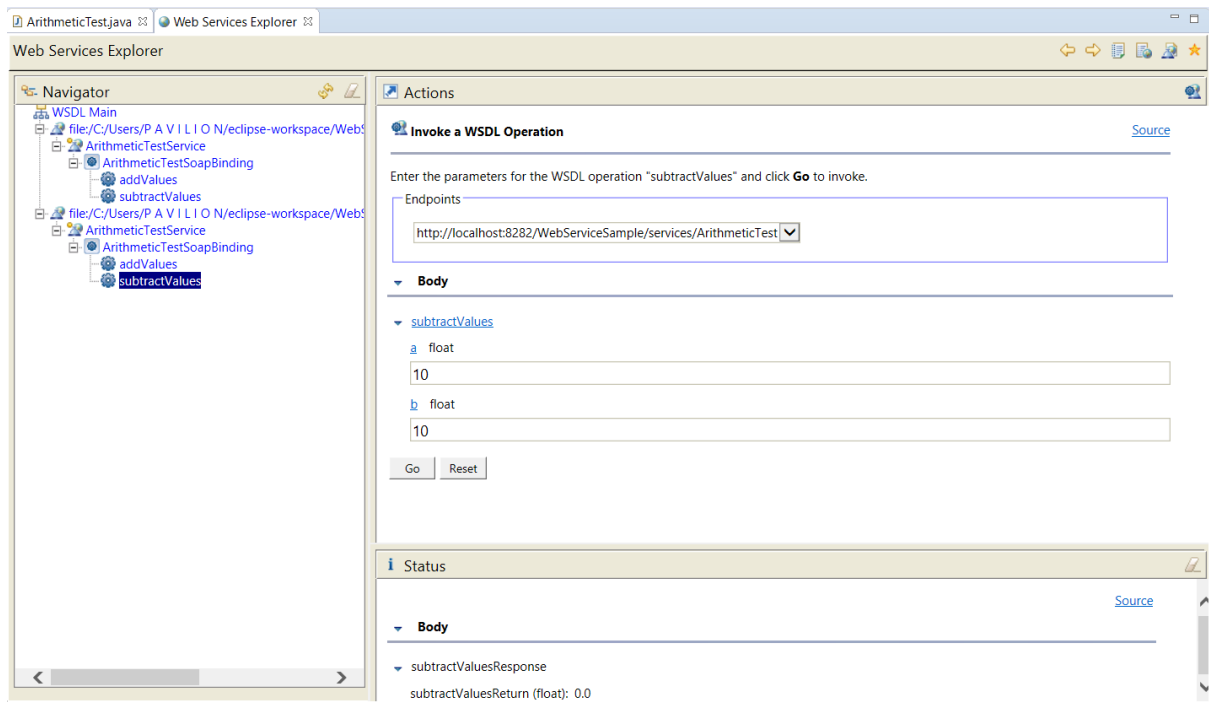 ArithmeticTest.java
Web Services Explorer
Web Services Explorer
Navigator
WSDL Main
file:/C:/Users/P A V I L I O N/eclipse-workspace/WebS
ArithmeticTestService
ArithmeticTestSoapBinding
addValues
subtractValues
file:/C:/Users/P A V I L I O N/eclipse-workspace/WebS
ArithmeticTestService
ArithmeticTestSoapBinding
addValues
subtractValues
Actions
Invoke a WSDL Operation
Source
Enter the parameters for the WSDL operation "subtractValues" and click Go to invoke.
Endpoints
http://localhost:8282/WebServiceSample/services/ArithmeticTest
Body
subtractValues
a float
10
b float
10
Go Reset
Status
Source
Body
subtractValuesResponse
subtractValuesReturn (float): 0.0